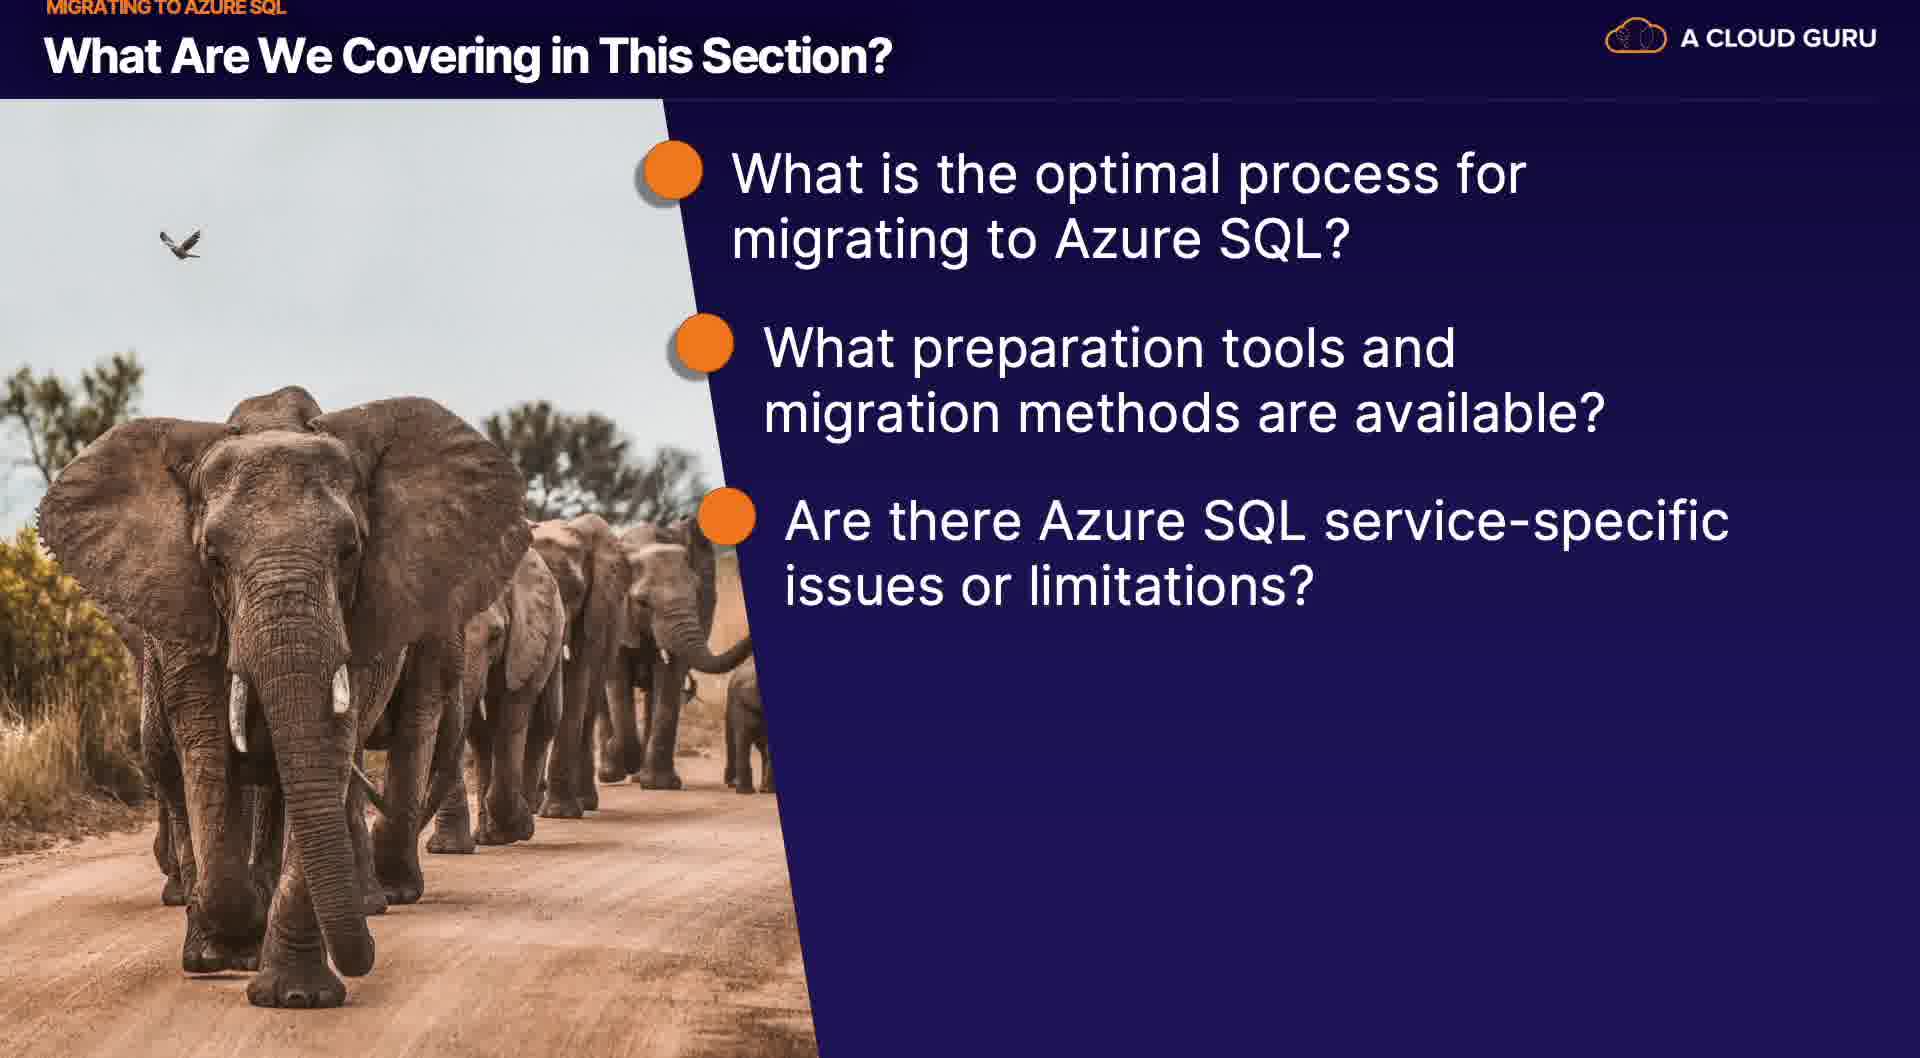 MIGRATING TO AZURE SQL
What Are We Covering in This Section?
A CLOUD GURU
What is the optimal process for
migrating to Azure SQL?
What preparation tools and
migration methods are available?
Are there Azure SQL service-specific
issues or limitations?